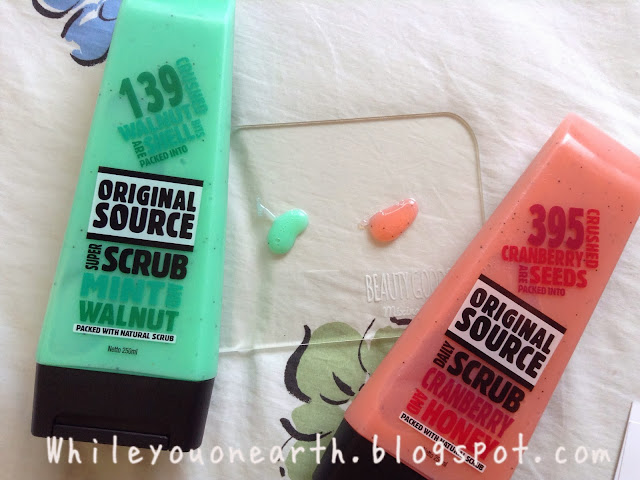 139 CRUSHED
WALNUT
SHELLS
ARE
PACKED INTO
ORIGINAL
SOURCE
SUPER
SCRUB
MINT AND
WALNUT
PACKED WITH NATURAL SCRUB
Netto 250ml
BEAUTY
395 CRUSHED
CRANBERRY
SEEDS
ARE
PACKED INTO
ORIGINAL
SOURCE
DAILY
SCRUB
CRANBERRY
AND HONEY
PACKED WITH NATURAL SCRUB
Whileyouonearth.blogspot.com